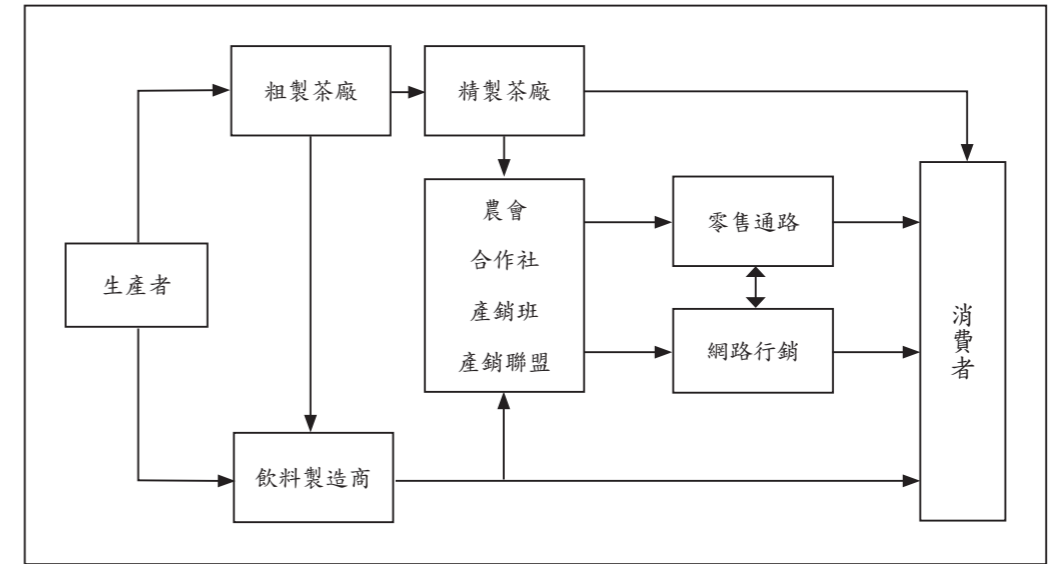 粗製茶廠
精製茶廠
農會
合作社
產銷班
產銷聯盟
零售通路
生產者
網路行銷
消費者
飲料製造商